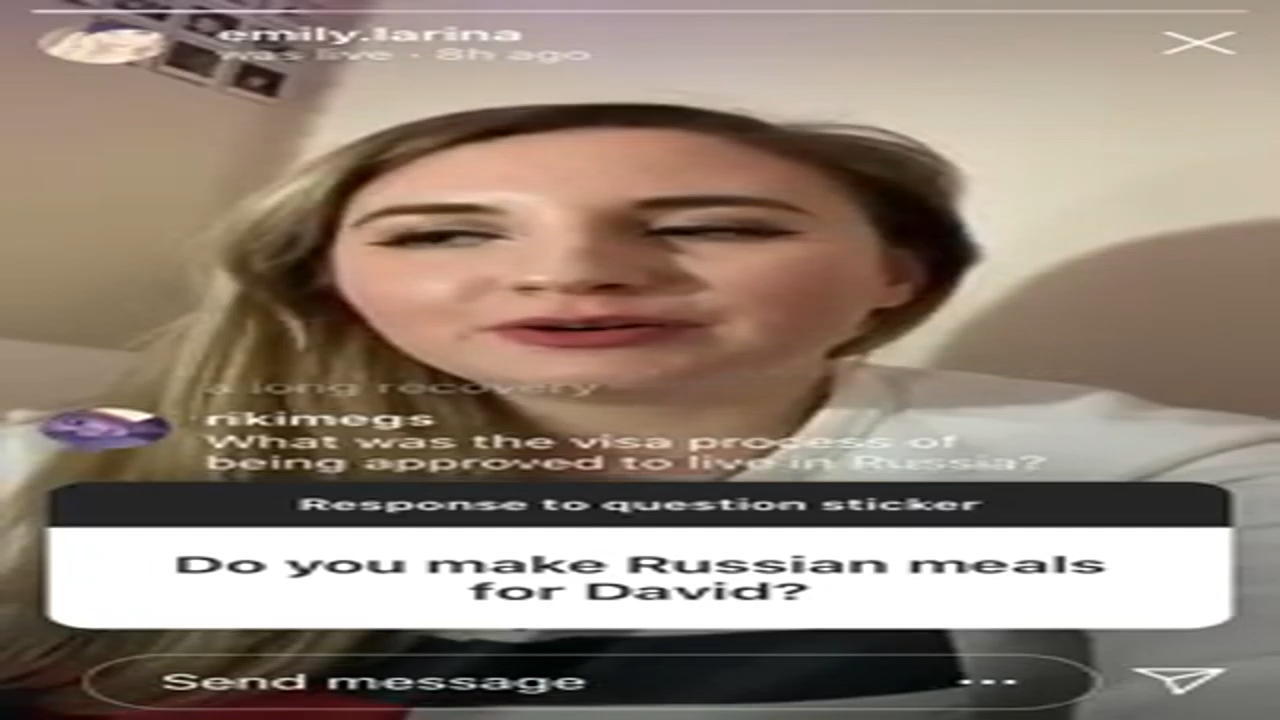 emily.larina
was live · 8h ago
a long recovery
rikimegs
What was the visa process of
being approved to live in Russia?
Response to question sticker
Do you make Russian meals
for David?
Send message